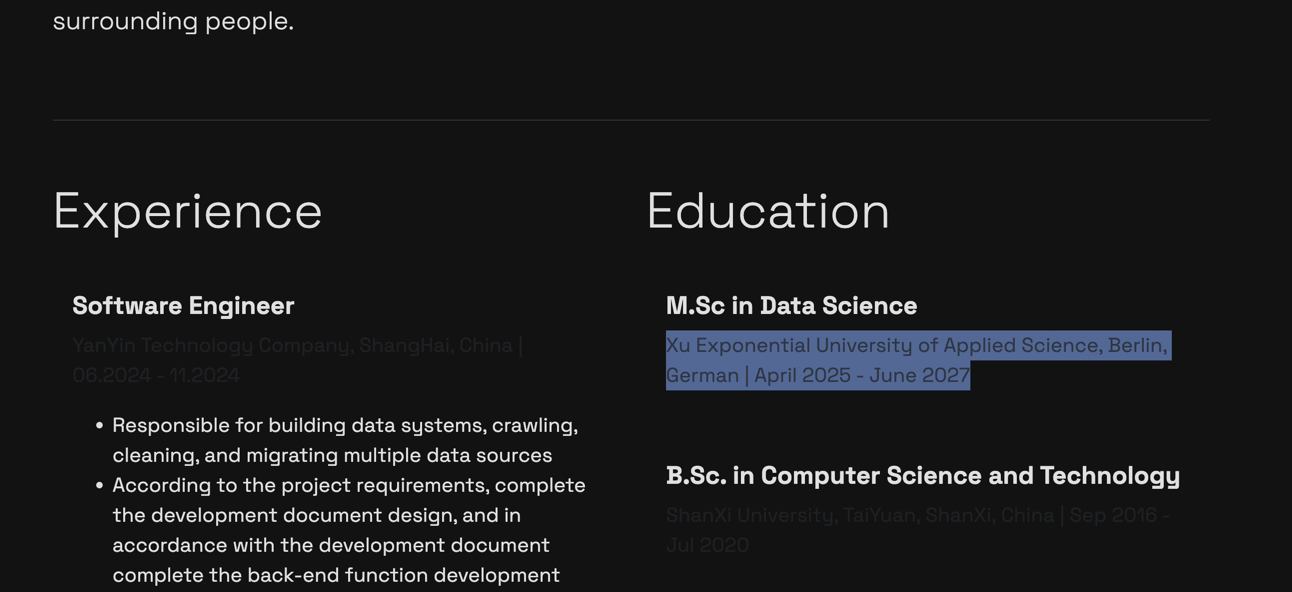 surrounding people.
Experience
Software Engineer
YanYin Technology Company, ShangHai, China |
06.2024 - 11.2024
• Responsible for building data systems, crawling,
cleaning, and migrating multiple data sources
• According to the project requirements, complete
the development document design, and in
accordance with the development document
complete the back-end function development
Education
M.Sc in Data Science
Xu Exponential University of Applied Science, Berlin,
German | April 2025 - June 2027
B.Sc. in Computer Science and Technology
ShanXi University, TaiYuan, ShanXi, China | Sep 2016 -
Jul 2020